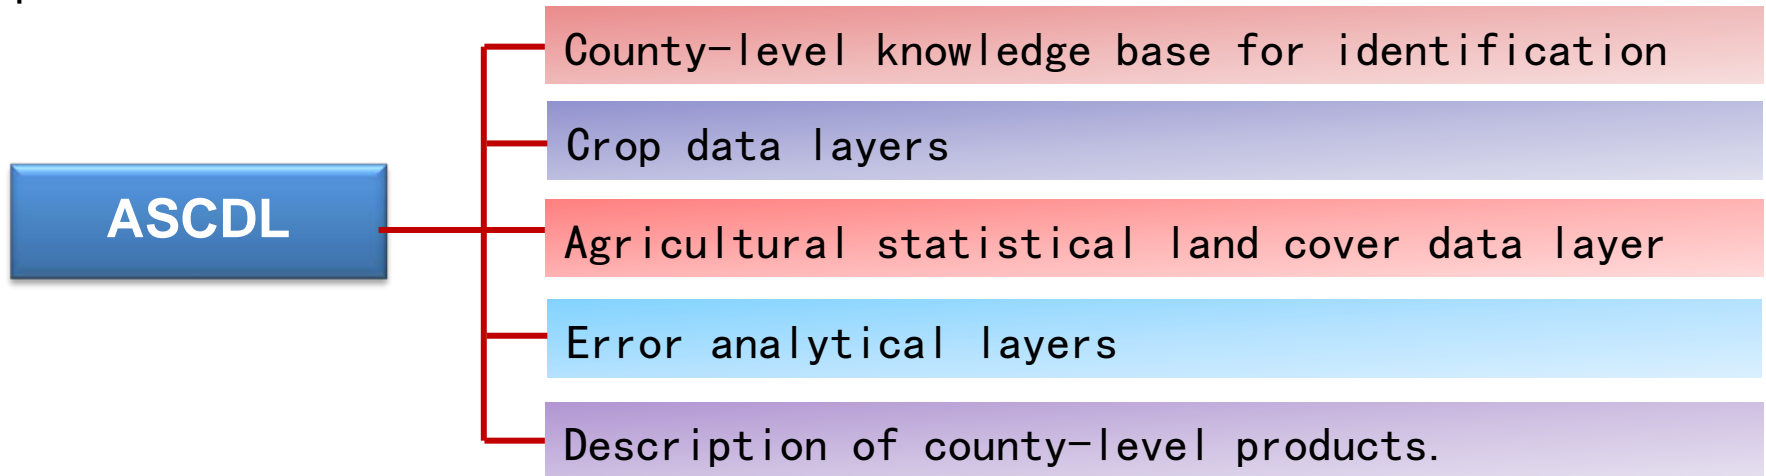 County-level knowledge base for identification
Crop data layers
ASCDL
Agricultural statistical land cover data layer
Error analytical layers
Description of county-level products.